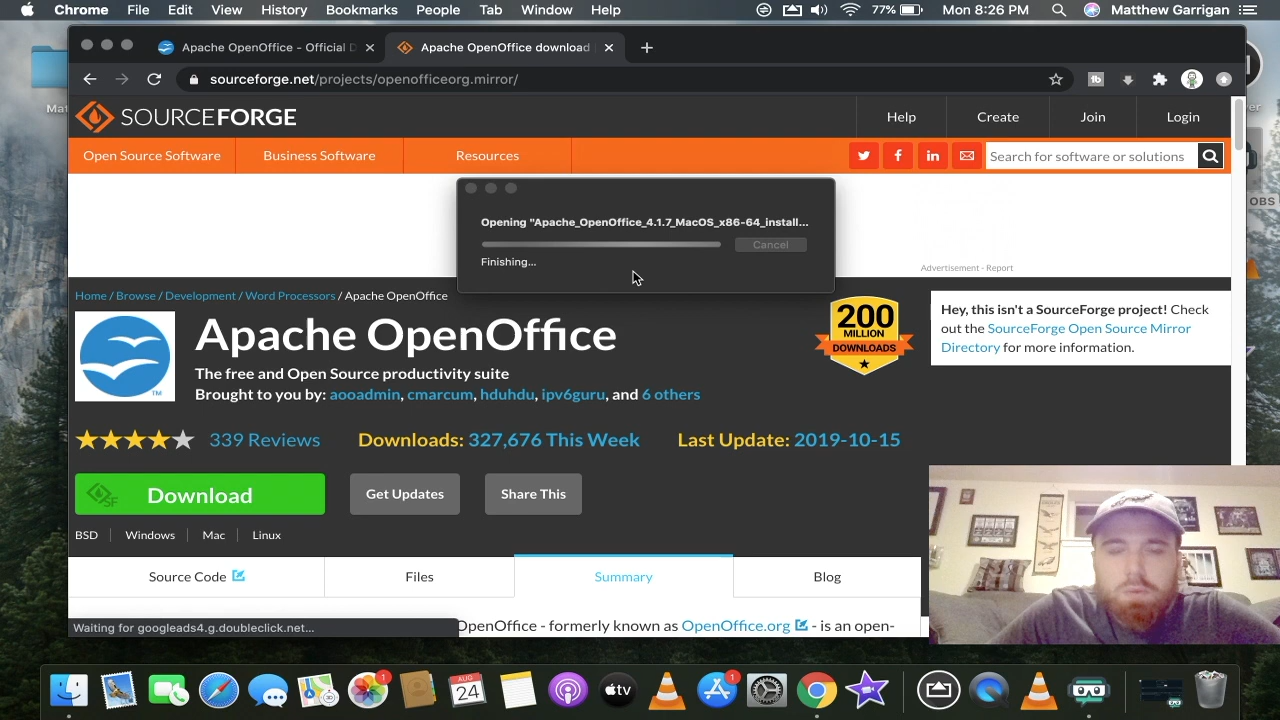 Chrome File Edit View History Bookmarks People Tab Window Help 77% Mon 8:26 PM Matthew Garrigan
Apache OpenOffice - Official D
Apache OpenOffice download
sourceforge.net/projects/openofficeorg.mirror/
SOURCEFORGE
Help Create Join Login
Open Source Software Business Software Resources
Search for software or solutions
Opening "Apache_OpenOffice_4.1.7_MacOS_x86-64_install...
Cancel
Finishing...
Advertisement - Report
OBS
Home / Browse / Development / Word Processors / Apache OpenOffice
Apache OpenOffice
The free and Open Source productivity suite
Brought to you by: aooadmin, cmarcum, hduhdu, ipv6guru, and 6 others
TM
200
MILLION
DOWNLOADS
Hey, this isn't a SourceForge project! Check
out the SourceForge Open Source Mirror
Directory for more information.
339 Reviews Downloads: 327,676 This Week Last Update: 2019-10-15
SF Download Get Updates Share This
BSD Windows Mac Linux
Source Code Files Summary Blog
Waiting for googleads4.g.doubleclick.net...
OpenOffice - formerly known as OpenOffice.org - is an open-
AUG
24
1
tv
1